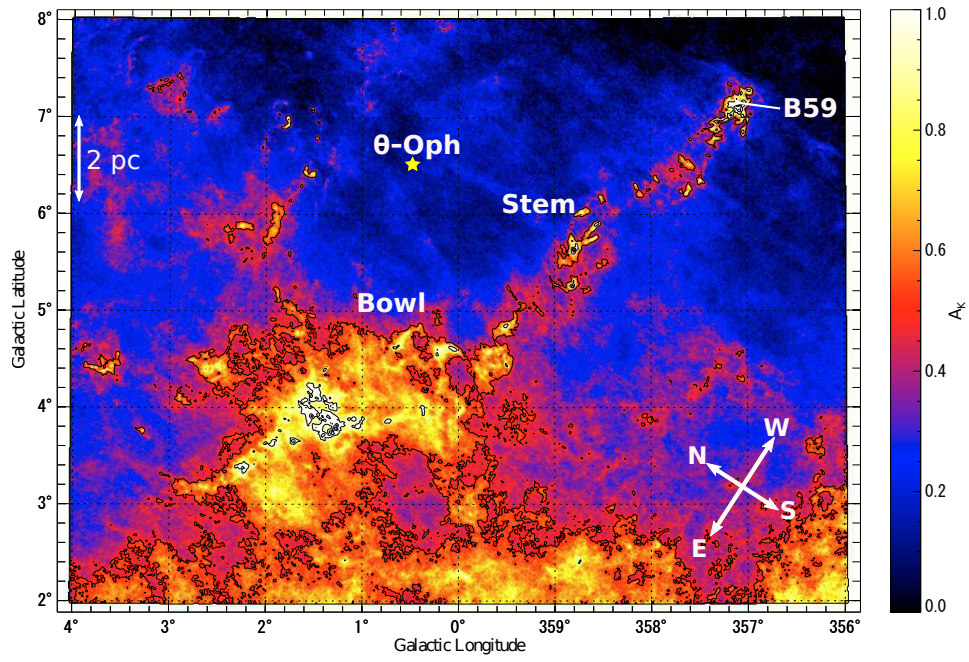 8°
7°
6°
5°
4°
3°
2°
Galactic Latitude
2 pc
θ-Oph
B59
Stem
Bowl
W
N
S
E
4°
3°
2°
1°
0°
359°
358°
357°
356°
Galactic Longitude
1.0
0.8
0.6
0.4
0.2
0.0
A_K